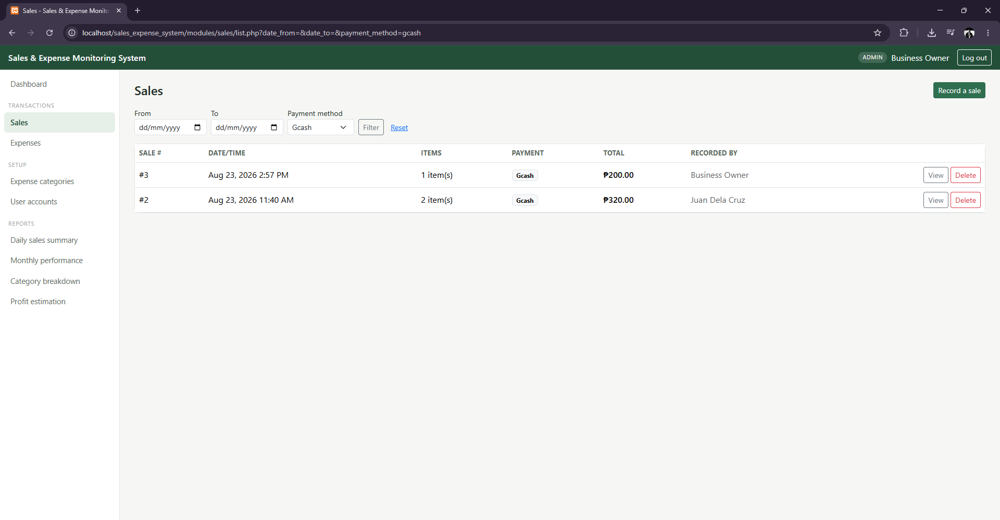 Sales - Sales & Expense Monito
localhost/sales_expense_system/modules/sales/list.php?date_from=&date_to=&payment_method=gcash
Sales & Expense Monitoring System
ADMIN Business Owner Log out
Dashboard
TRANSACTIONS
Sales
Expenses
SETUP
Expense categories
User accounts
REPORTS
Daily sales summary
Monthly performance
Category breakdown
Profit estimation
Sales
Record a sale
From To Payment method
dd/mm/yyyy dd/mm/yyyy Gcash Filter Reset
SALE # DATE/TIME ITEMS PAYMENT TOTAL RECORDED BY
#3 Aug 23, 2026 2:57 PM 1 item(s) Gcash ₱200.00 Business Owner View Delete
#2 Aug 23, 2026 11:40 AM 2 item(s) Gcash ₱320.00 Juan Dela Cruz View Delete